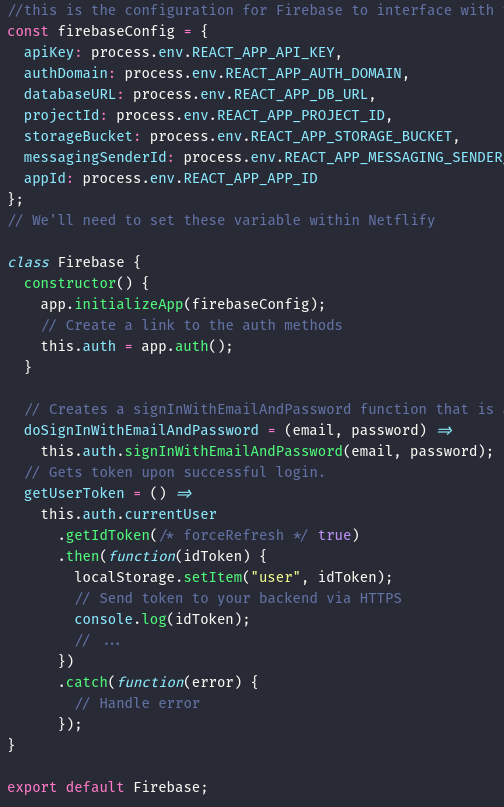 //this is the configuration for Firebase to interface with
const firebaseConfig = {
  apiKey: process.env.REACT_APP_API_KEY,
  authDomain: process.env.REACT_APP_AUTH_DOMAIN,
  databaseURL: process.env.REACT_APP_DB_URL,
  projectId: process.env.REACT_APP_PROJECT_ID,
  storageBucket: process.env.REACT_APP_STORAGE_BUCKET,
  messagingSenderId: process.env.REACT_APP_MESSAGING_SENDER_
  appId: process.env.REACT_APP_APP_ID
};
// We'll need to set these variable within Netflify
class Firebase {
  constructor() {
    app.initializeApp(firebaseConfig);
    // Create a link to the auth methods
    this.auth = app.auth();
  }
  // Creates a signInWithEmailAndPassword function that is
  doSignInWithEmailAndPassword = (email, password) =>
    this.auth.signInWithEmailAndPassword(email, password);
  // Gets token upon successful login.
  getUserToken = () =>
    this.auth.currentUser
      .getIdToken(/* forceRefresh */ true)
      .then(function(idToken) {
        localStorage.setItem("user", idToken);
        // Send token to your backend via HTTPS
        console.log(idToken);
        // ...
      })
      .catch(function(error) {
        // Handle error
      });
}
export default Firebase;